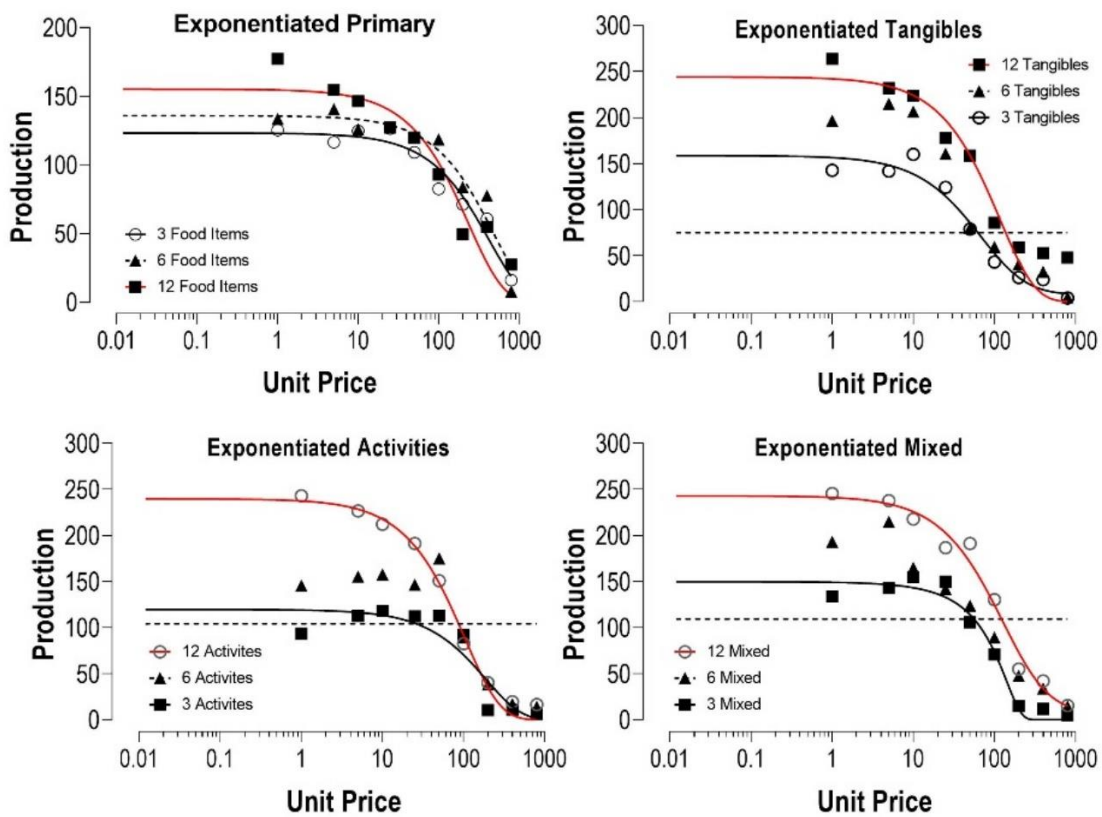 Exponentiated Primary
200
150
100
50
0
Production
3 Food Items
6 Food Items
12 Food Items
0.01 0.1 1 10 100 1000
Unit Price
Exponentiated Tangibles
300
250
200
150
100
50
0
Production
12 Tangibles
6 Tangibles
3 Tangibles
0.01 0.1 1 10 100 1000
Unit Price
Exponentiated Activities
300
250
200
150
100
50
0
Production
12 Activites
6 Activites
3 Activites
0.01 0.1 1 10 100 1000
Unit Price
Exponentiated Mixed
300
250
200
150
100
50
0
Production
12 Mixed
6 Mixed
3 Mixed
0.01 0.1 1 10 100 1000
Unit Price